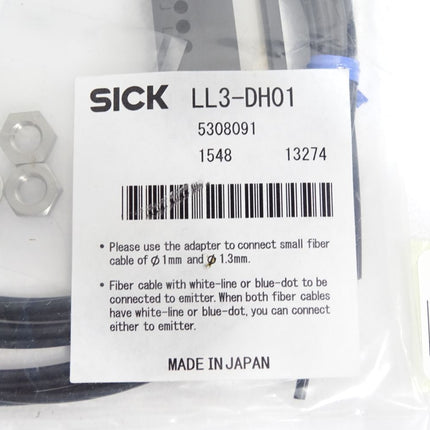 SICK LL3-DH01
5308091
1548 13274
• Please use the adapter to connect small fiber
cable of ϕ 1mm and ϕ 1.3mm.
• Fiber cable with white-line or blue-dot to be
connected to emitter. When both fiber cables
have white-line or blue-dot, you can connect
either to emitter.
MADE IN JAPAN